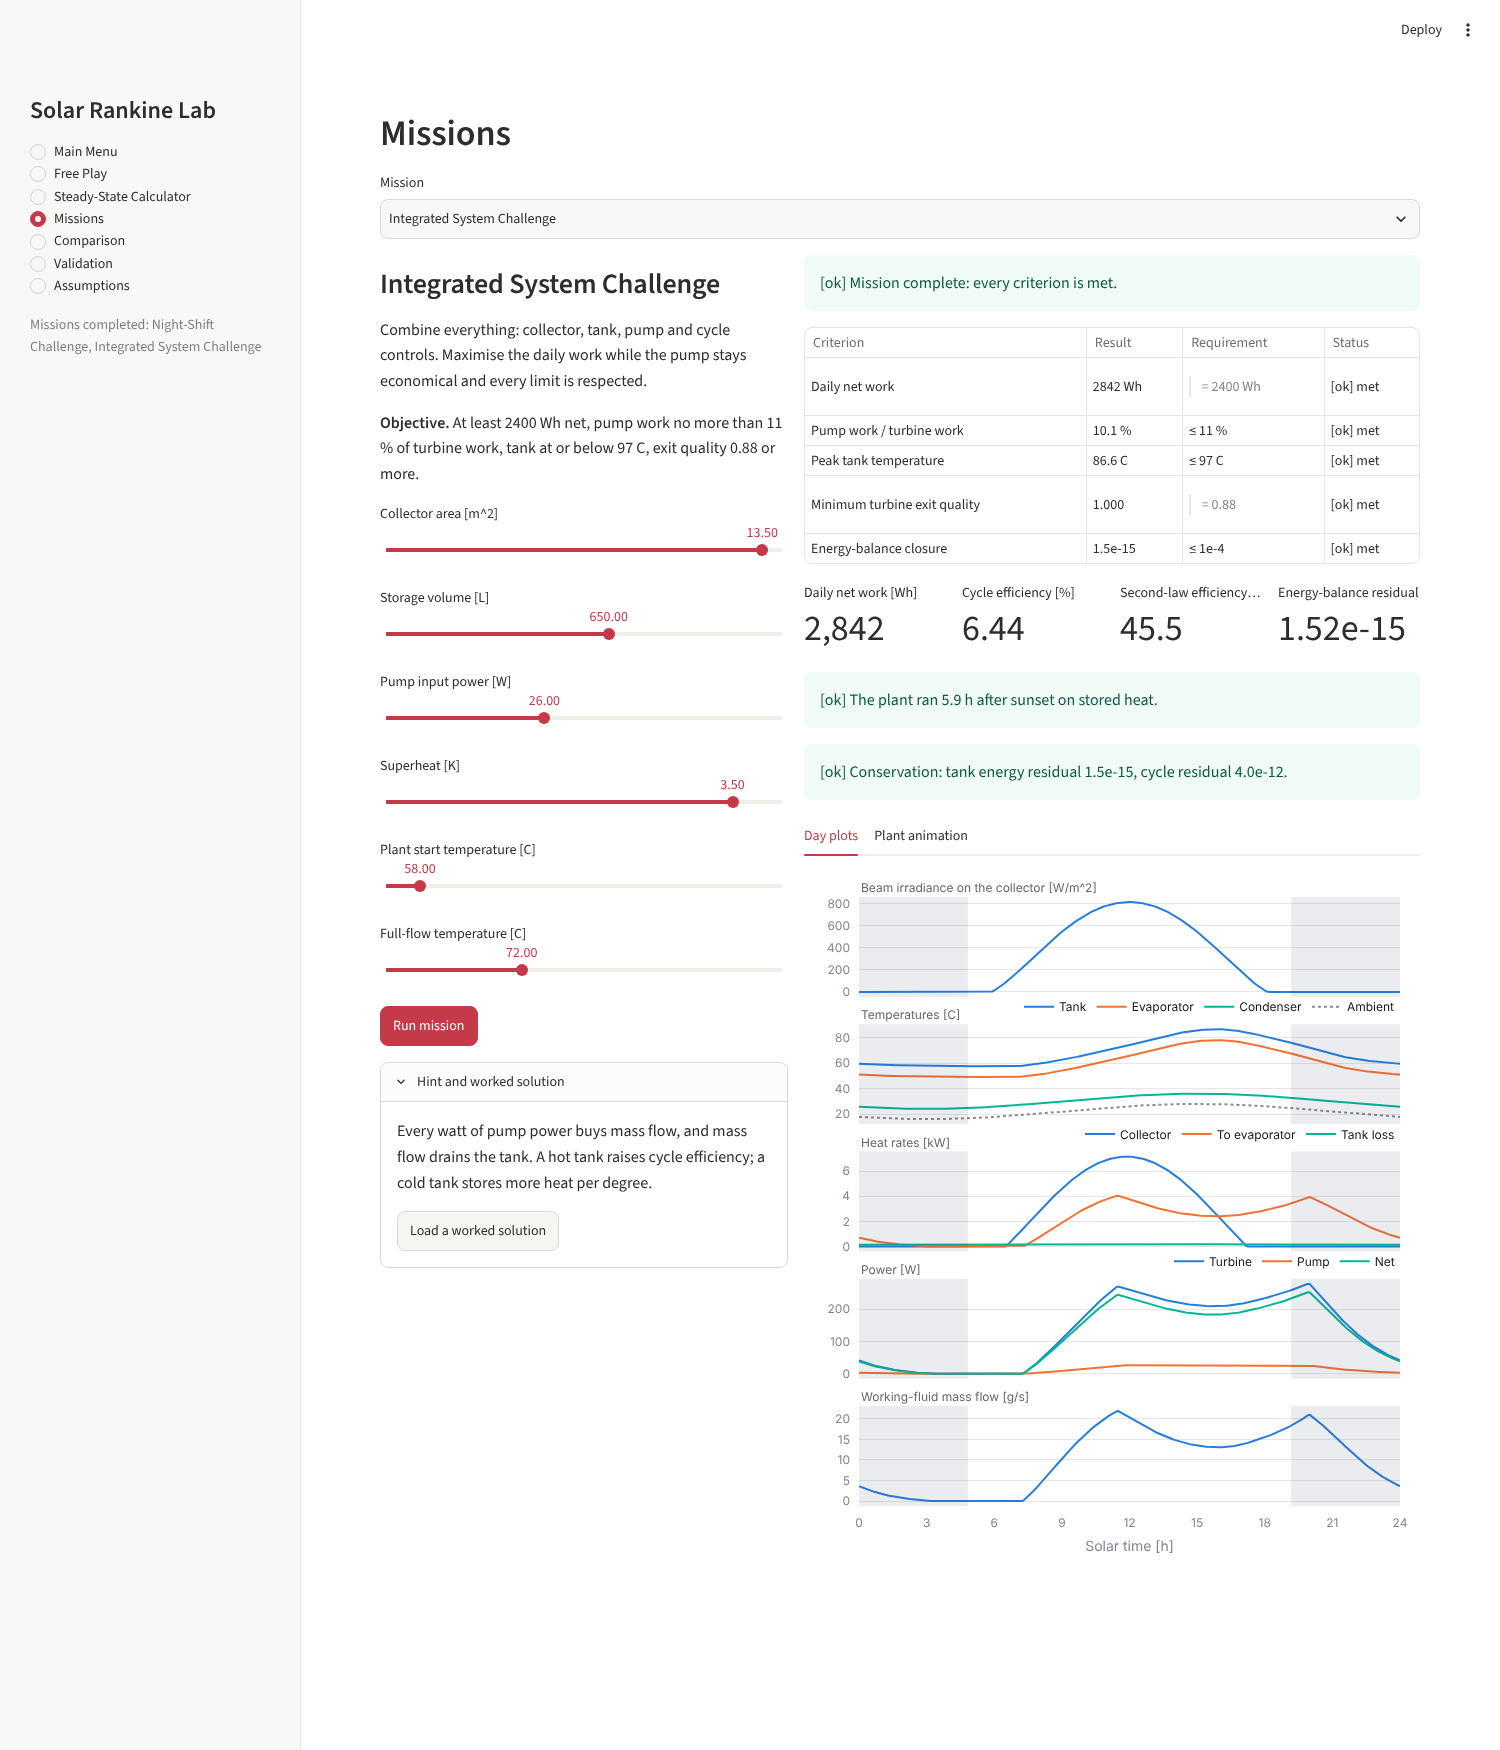 Deploy
Solar Rankine Lab
Main Menu
Free Play
Steady-State Calculator
Missions
Comparison
Validation
Assumptions
Missions completed: Night-Shift
Challenge, Integrated System Challenge
Missions
Mission
Integrated System Challenge
Integrated System Challenge
Combine everything: collector, tank, pump and cycle
controls. Maximise the daily work while the pump stays
economical and every limit is respected.
Objective. At least 2400 Wh net, pump work no more than 11
% of turbine work, tank at or below 97 C, exit quality 0.88 or
more.
Collector area [m^2]
13.50
Storage volume [L]
650.00
Pump input power [W]
26.00
Superheat [K]
3.50
Plant start temperature [C]
58.00
Full-flow temperature [C]
72.00
Run mission
Hint and worked solution
Every watt of pump power buys mass flow, and mass
flow drains the tank. A hot tank raises cycle efficiency; a
cold tank stores more heat per degree.
Load a worked solution
[ok] Mission complete: every criterion is met.
Criterion Result Requirement Status
Daily net work 2842 Wh = 2400 Wh [ok] met
Pump work / turbine work 10.1 % ≤ 11 % [ok] met
Peak tank temperature 86.6 C ≤ 97 C [ok] met
Minimum turbine exit quality 1.000 = 0.88 [ok] met
Energy-balance closure 1.5e-15 ≤ 1e-4 [ok] met
Daily net work [Wh] Cycle efficiency [%] Second-law efficiency… Energy-balance residual
2,842 6.44 45.5 1.52e-15
[ok] The plant ran 5.9 h after sunset on stored heat.
[ok] Conservation: tank energy residual 1.5e-15, cycle residual 4.0e-12.
Day plots Plant animation
Beam irradiance on the collector [W/m^2]
800
600
400
200
0
Tank Evaporator Condenser Ambient
Temperatures [C]
80
60
40
20
Collector To evaporator Tank loss
Heat rates [kW]
6
4
2
0
Turbine Pump Net
Power [W]
200
100
0
Working-fluid mass flow [g/s]
20
15
10
5
0
0 3 6 9 12 15 18 21 24
Solar time [h]